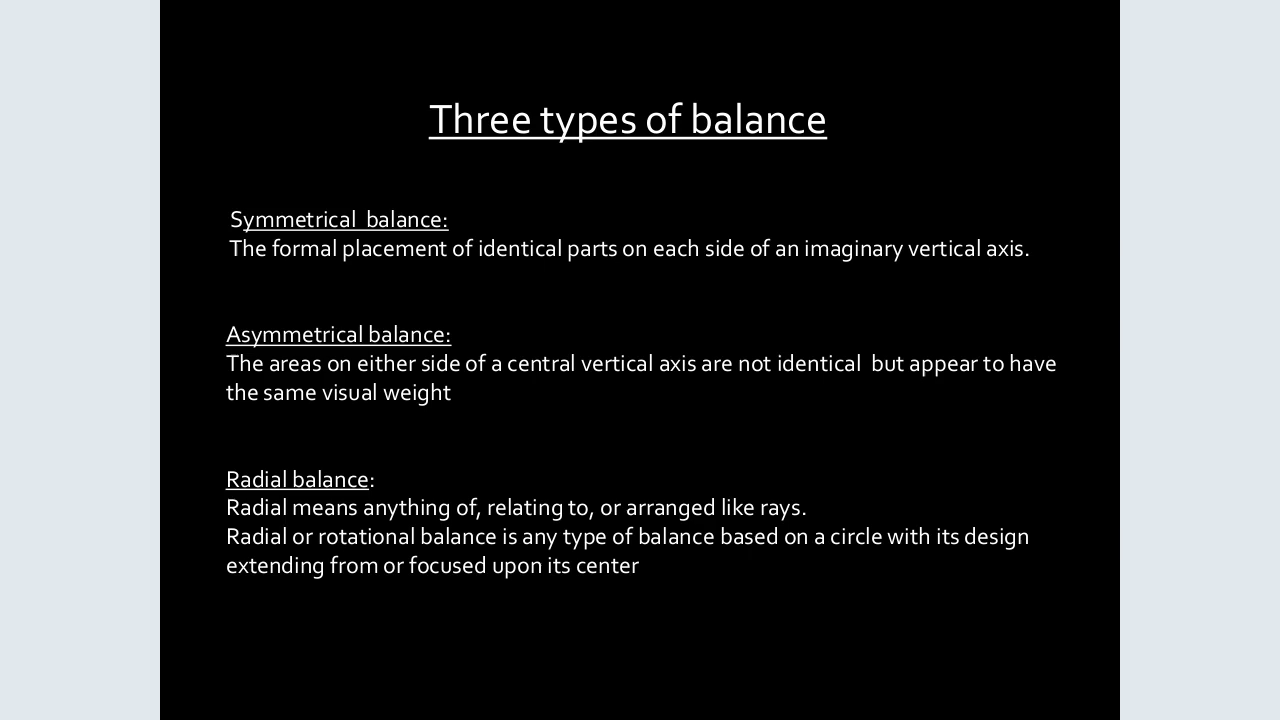 Three types of balance
Symmetrical  balance:
The formal placement of identical parts on each side of an imaginary vertical axis.
Asymmetrical balance:
The areas on either side of a central vertical axis are not identical  but appear to have
the same visual weight
Radial balance:
Radial means anything of, relating to, or arranged like rays.
Radial or rotational balance is any type of balance based on a circle with its design
extending from or focused upon its center